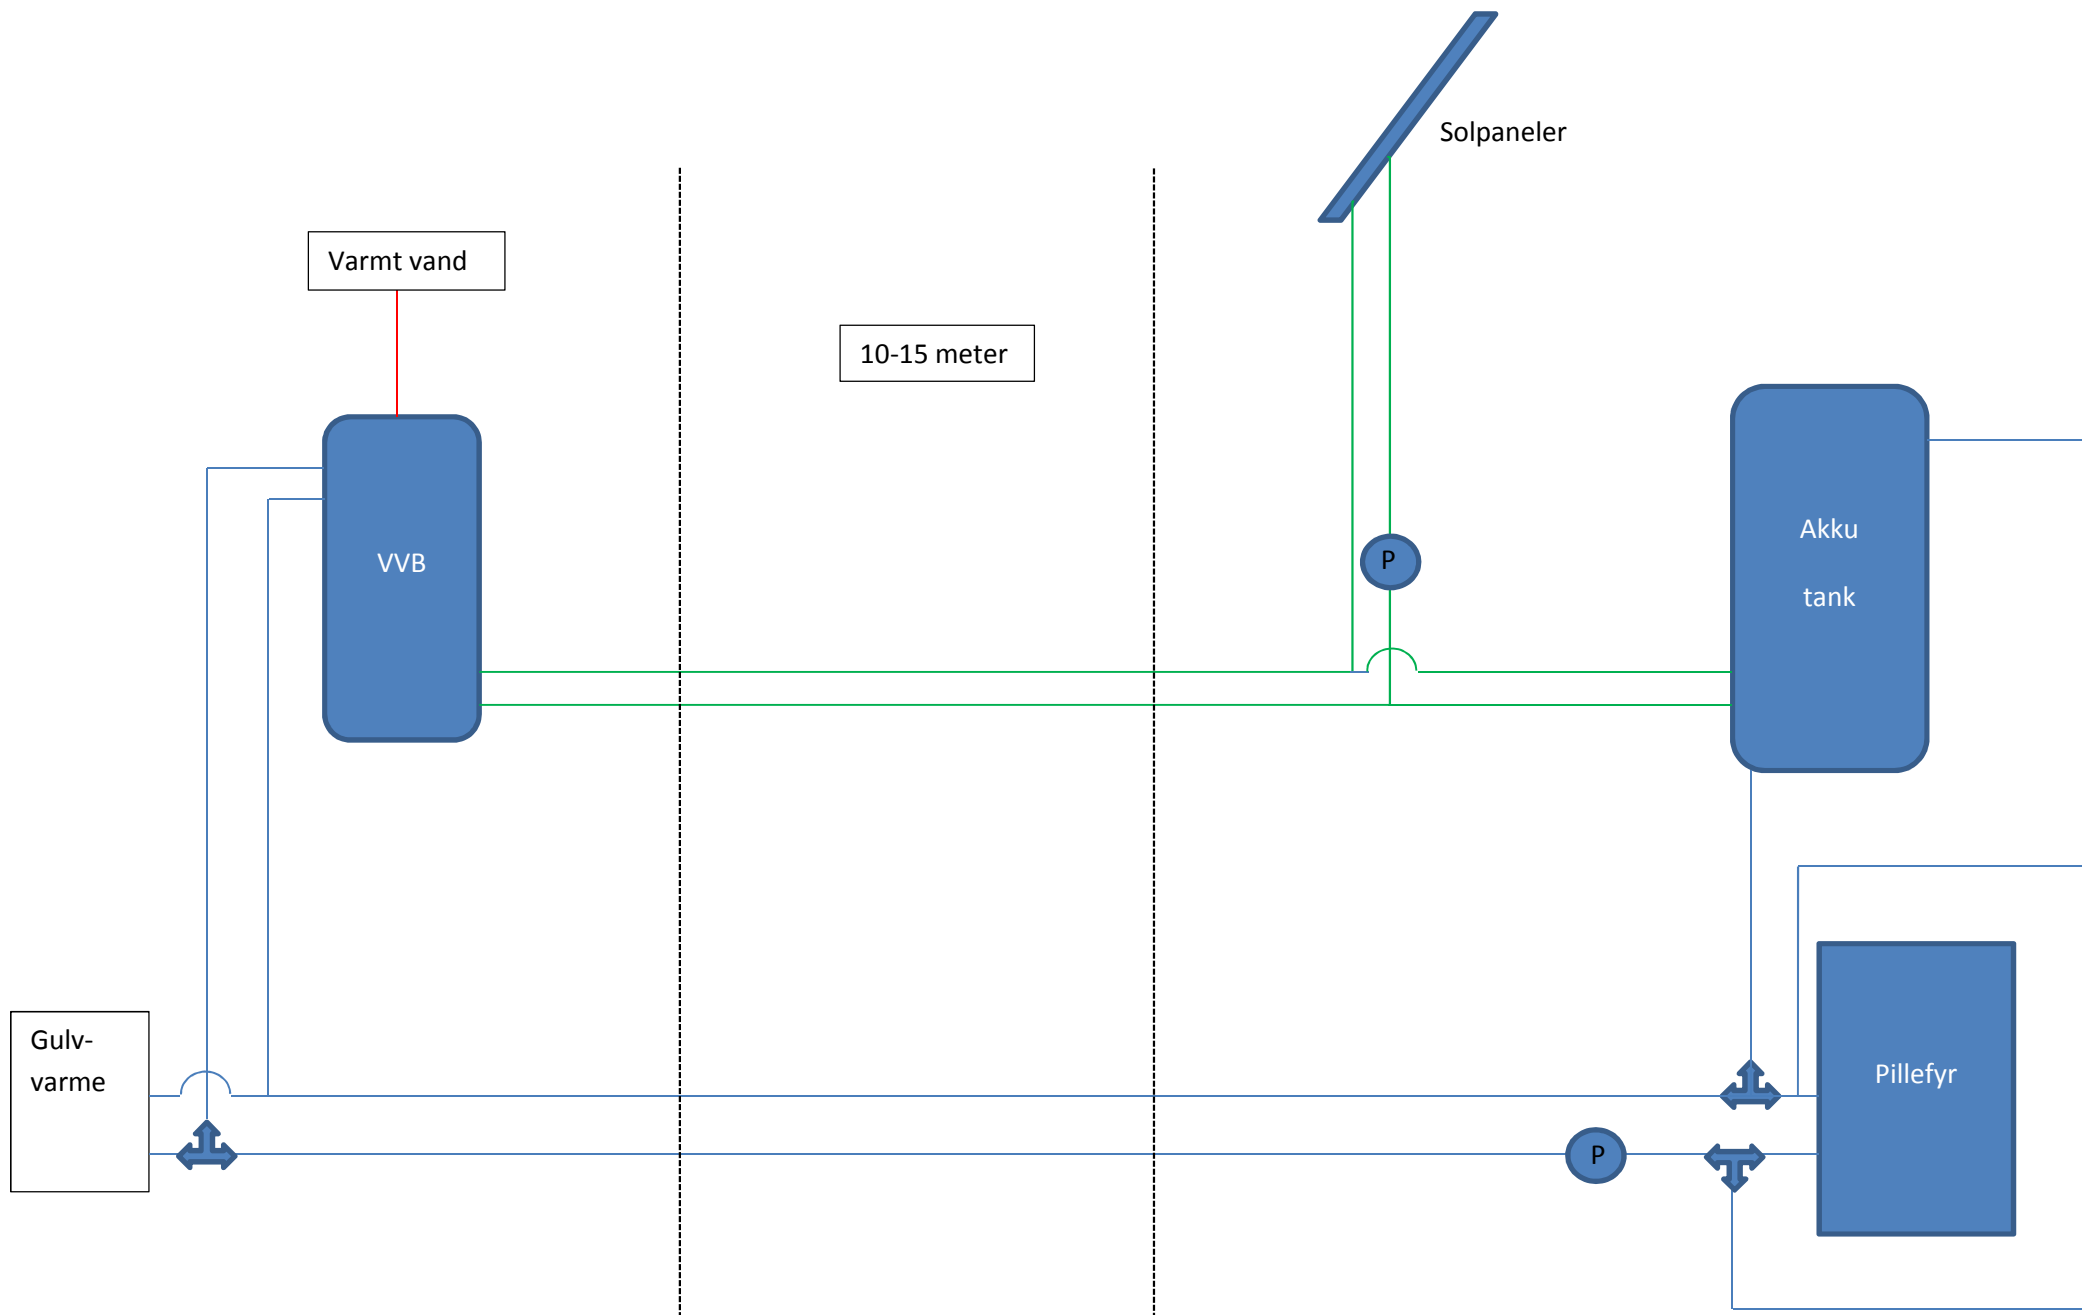 Solpaneler
Varmt vand
10-15 meter
VVB
P
Akku
tank
Gulv-
varme
Pillefyr
P